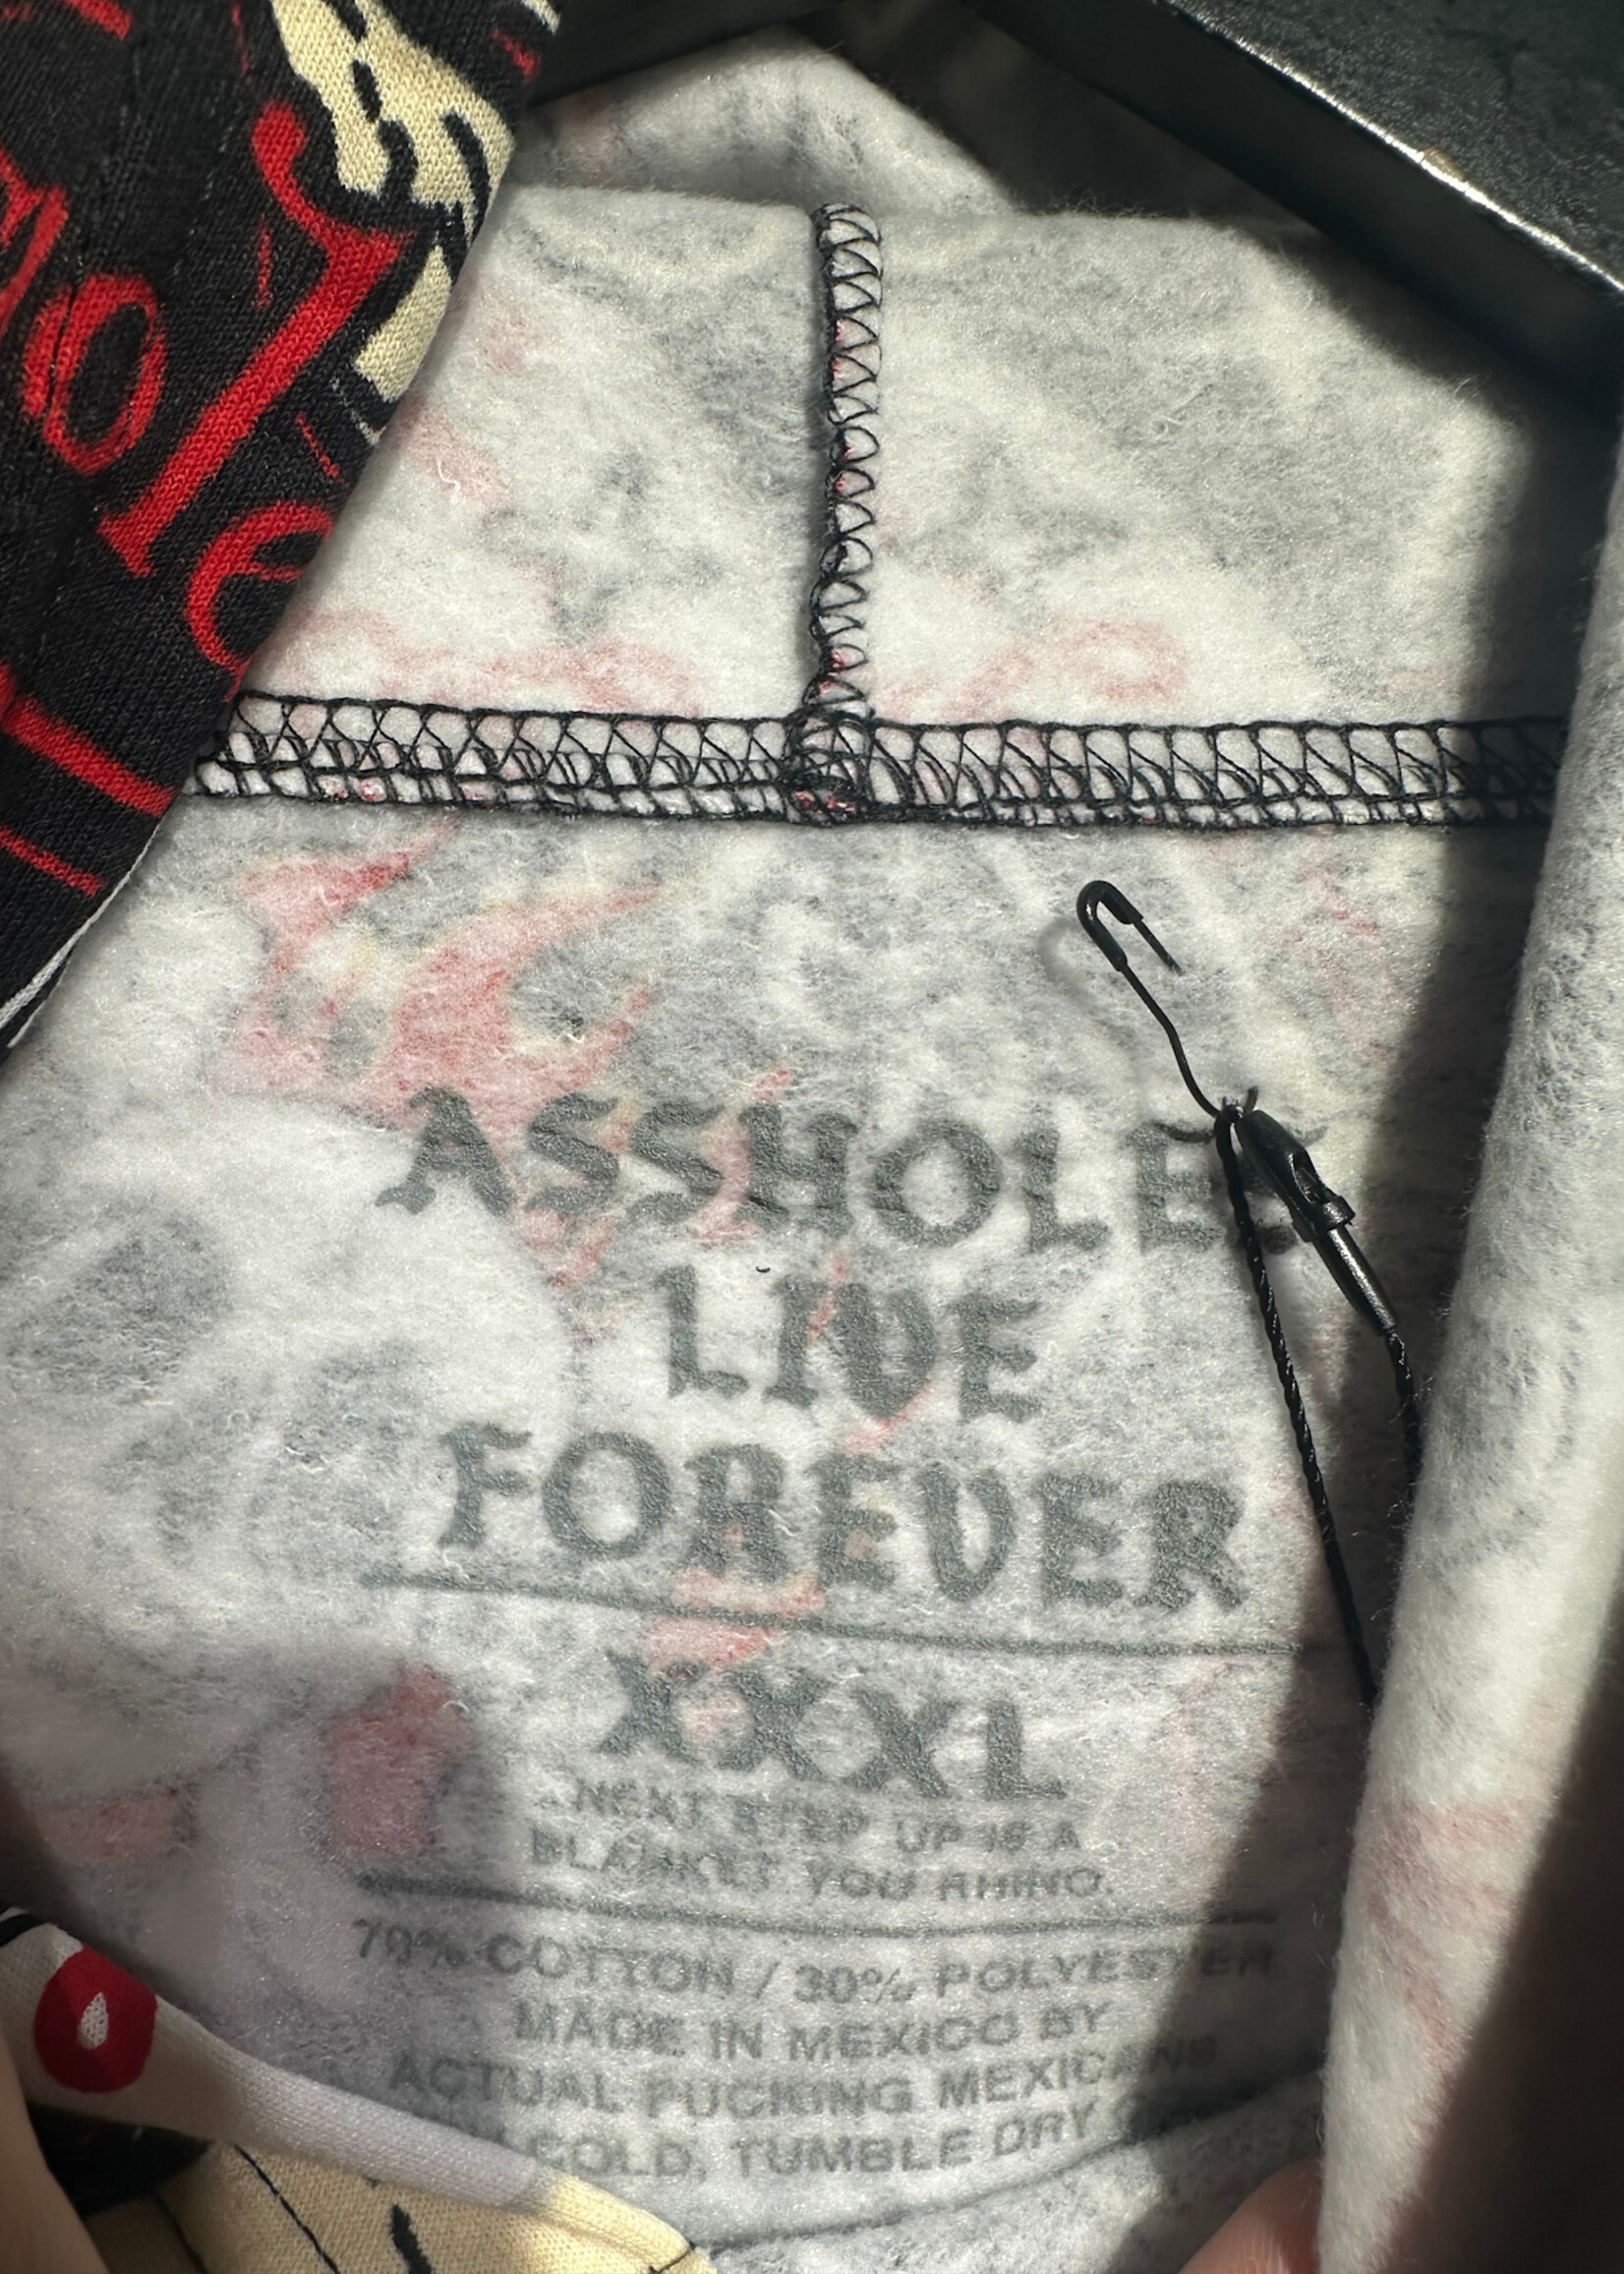 ole
ASSHOLES
LIVE
FOREVER
XXXL
...NEXT STEP UP IS A
BLANKET YOU RHINO.
70% COTTON / 30% POLYESTER
MADE IN MEXICO BY
ACTUAL FUCKING MEXICANS
COLD, TUMBLE DRY